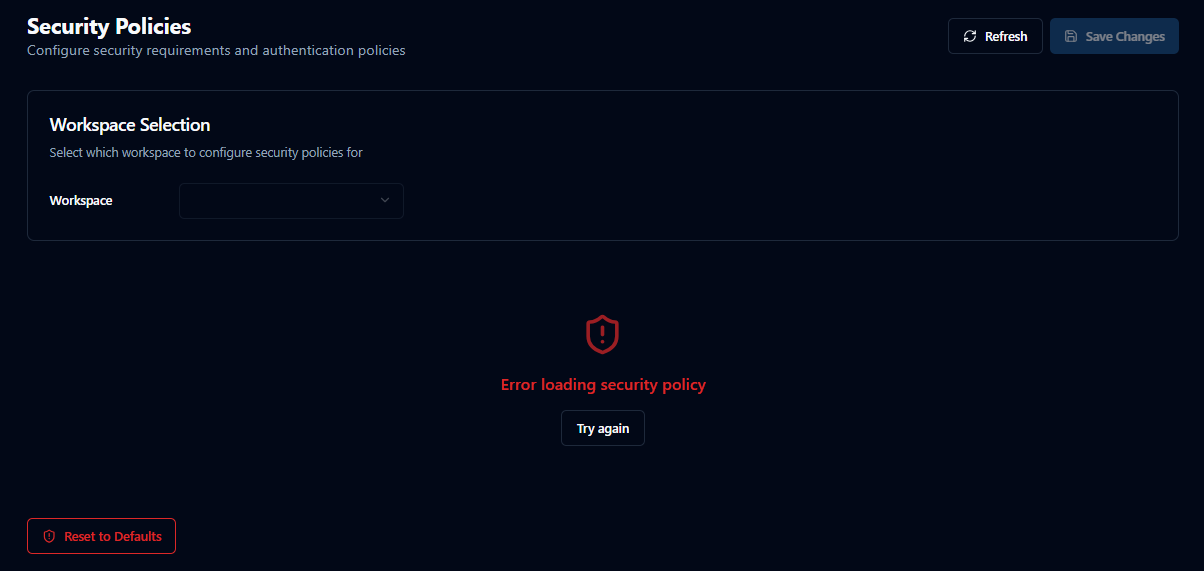 Security Policies
Configure security requirements and authentication policies
Refresh
Save Changes
Workspace Selection
Select which workspace to configure security policies for
Workspace
Error loading security policy
Try again
Reset to Defaults